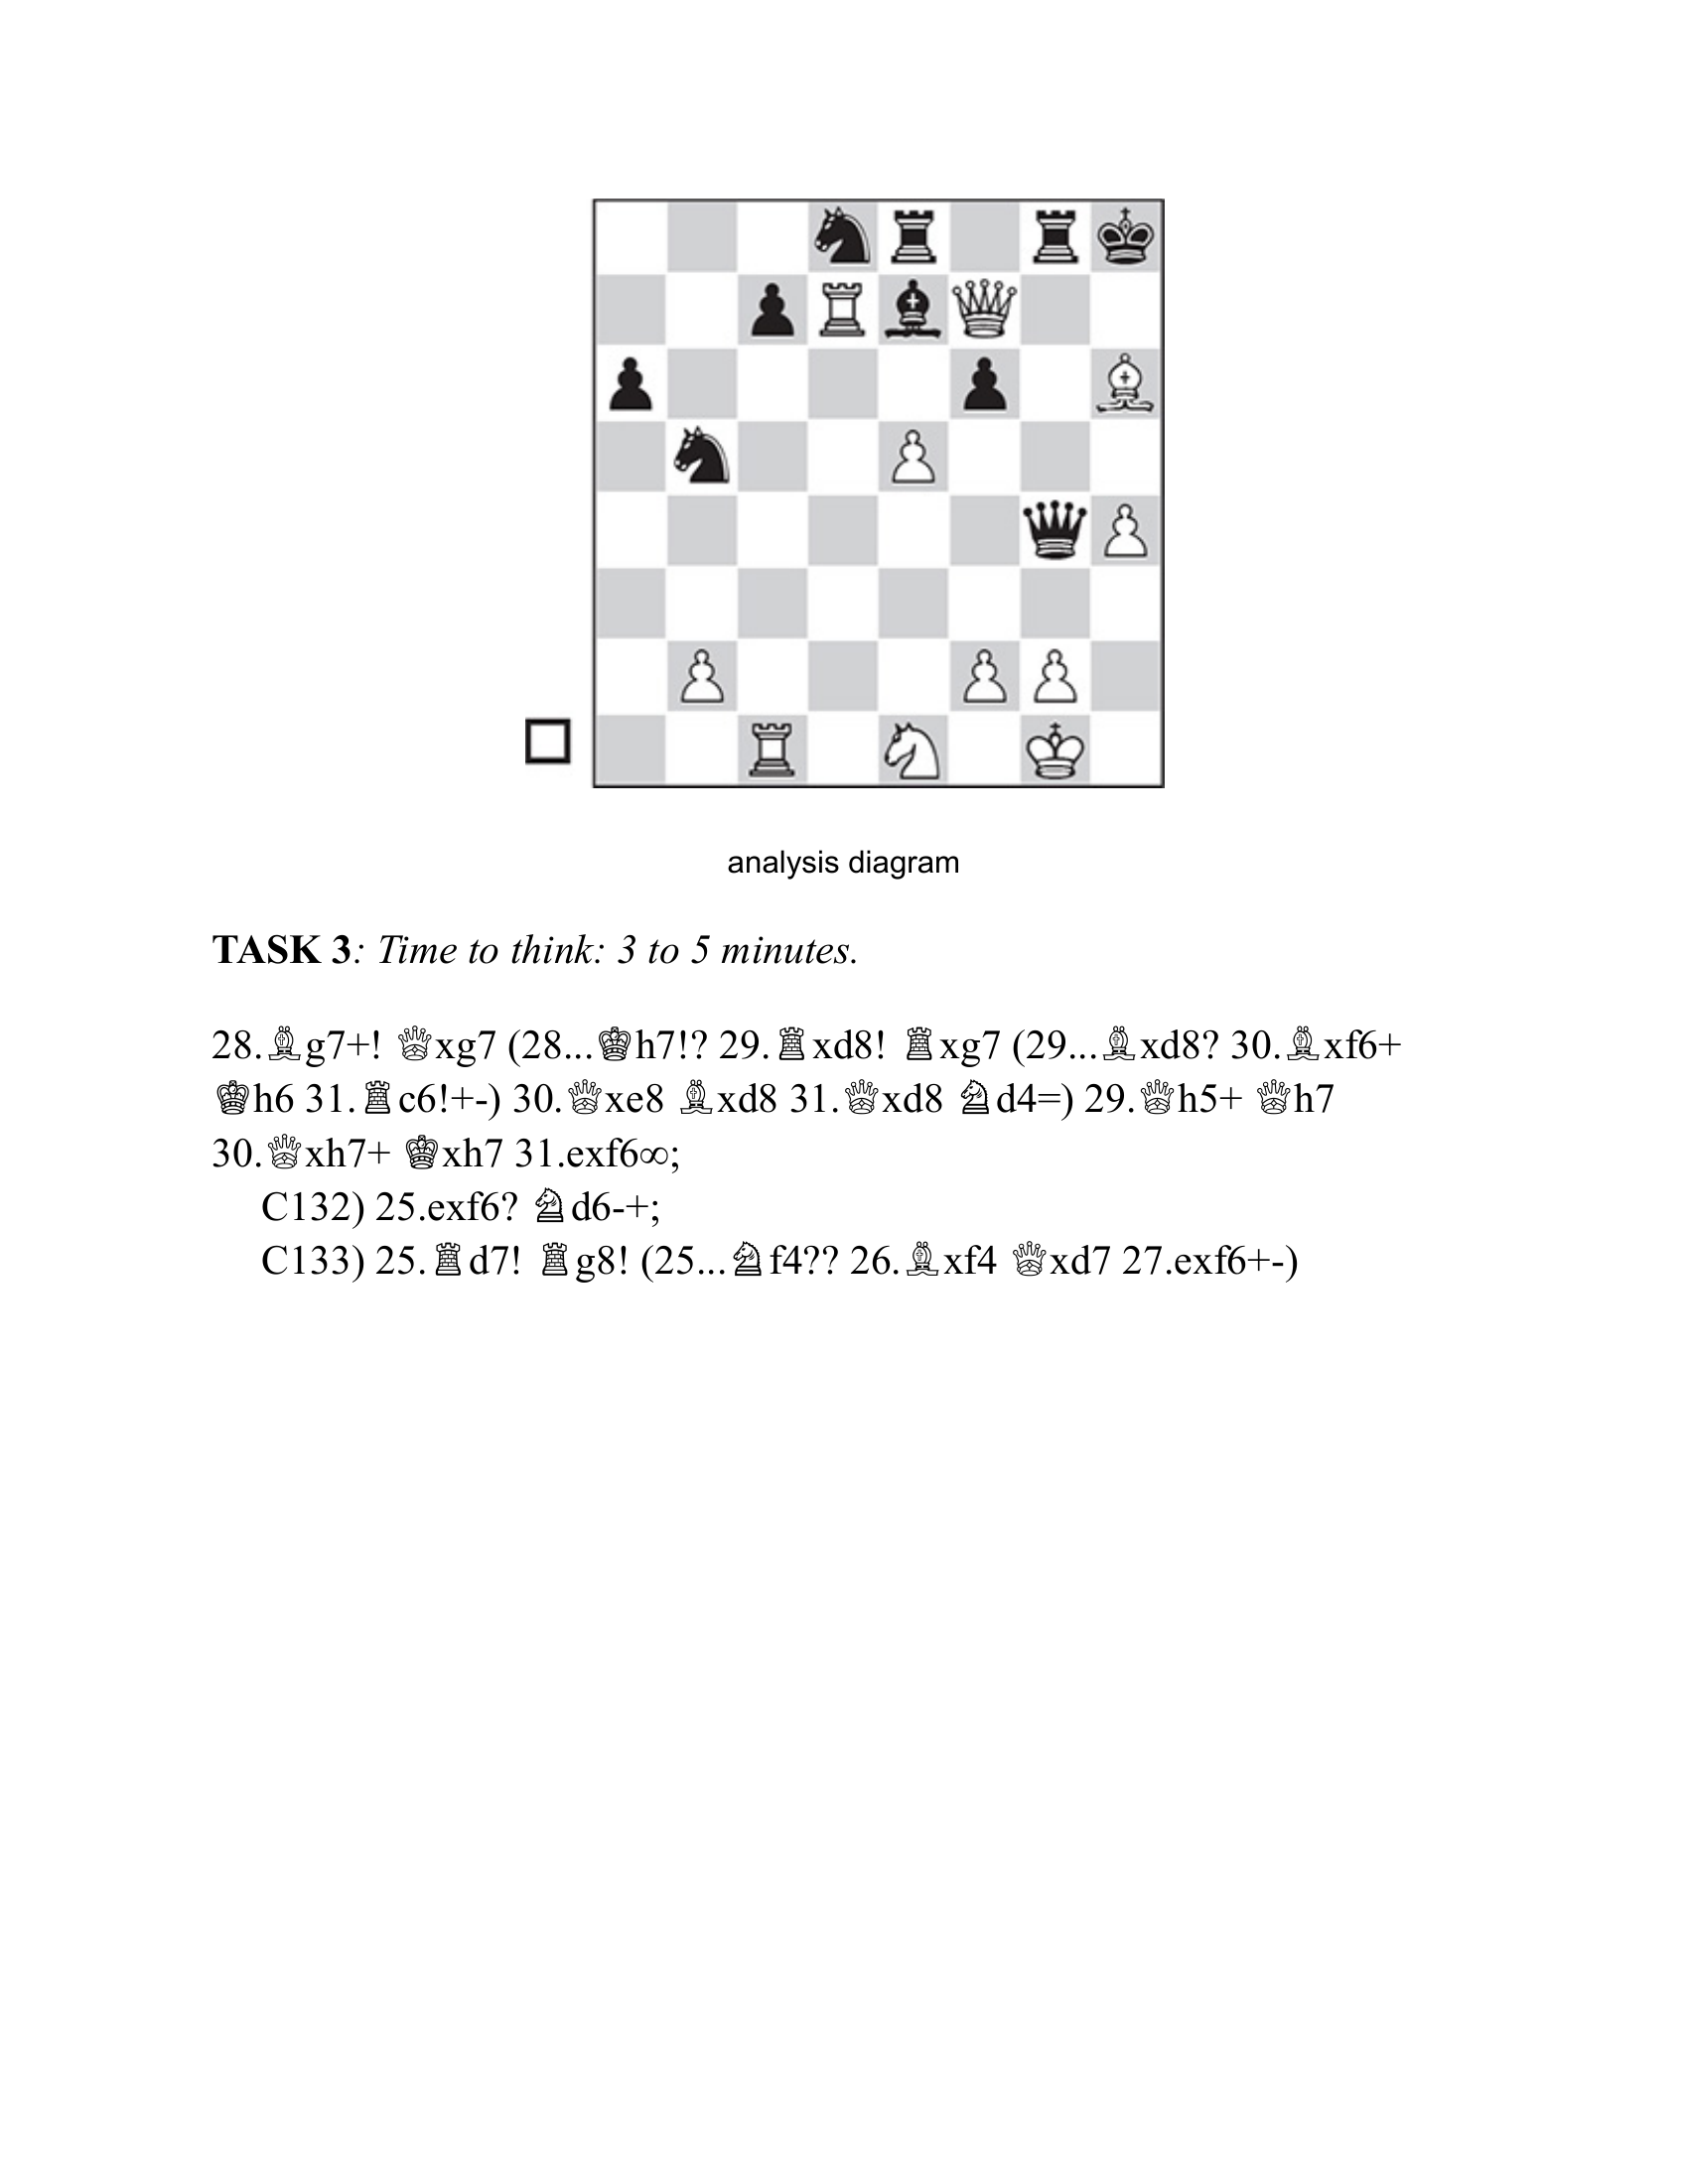 analysis diagram
TASK 3: Time to think: 3 to 5 minutes.
28.♗g7+! ♕xg7 (28...♔h7!? 29.♖xd8! ♖xg7 (29...♗xd8? 30.♗xf6+
♔h6 31.♖c6!+-) 30.♕xe8 ♗xd8 31.♕xd8 ♘d4=) 29.♕h5+ ♕h7
30.♕xh7+ ♔xh7 31.exf6∞;
C132) 25.exf6? ♘d6-+;
C133) 25.♖d7! ♖g8! (25...♘f4?? 26.♗xf4 ♕xd7 27.exf6+-)